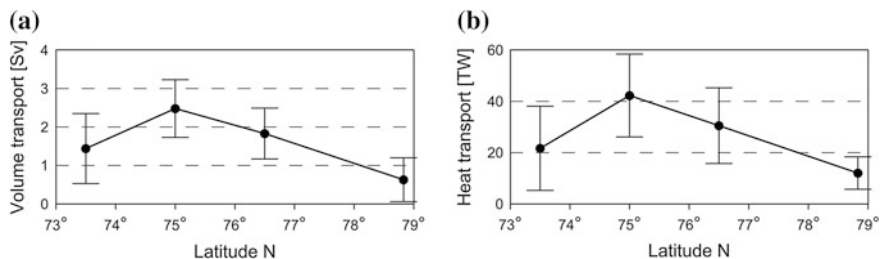 (a)
Volume transport [Sv]
4
3
2
1
0
73° 74° 75° 76° 77° 78° 79°
Latitude N
(b)
Heat transport [TW]
60
40
20
0
73° 74° 75° 76° 77° 78° 79°
Latitude N